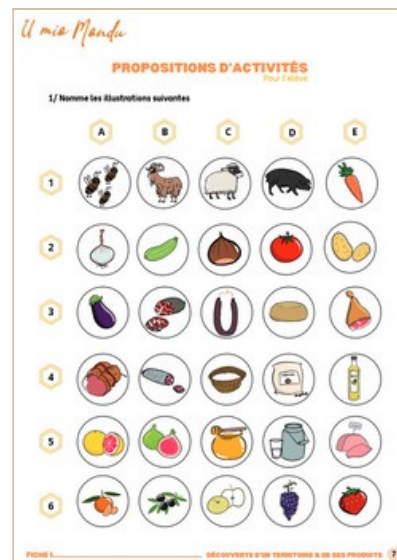 U mio Mondu
PROPOSITIONS D'ACTIVITÉS
Pour l'élève
1/ Nomme les illustrations suivantes
A B C D E
1
2
3
4
5
6
FICHE 1
DÉCOUVERTE D'UN TERRITOIRE & DE SES PRODUITS 7